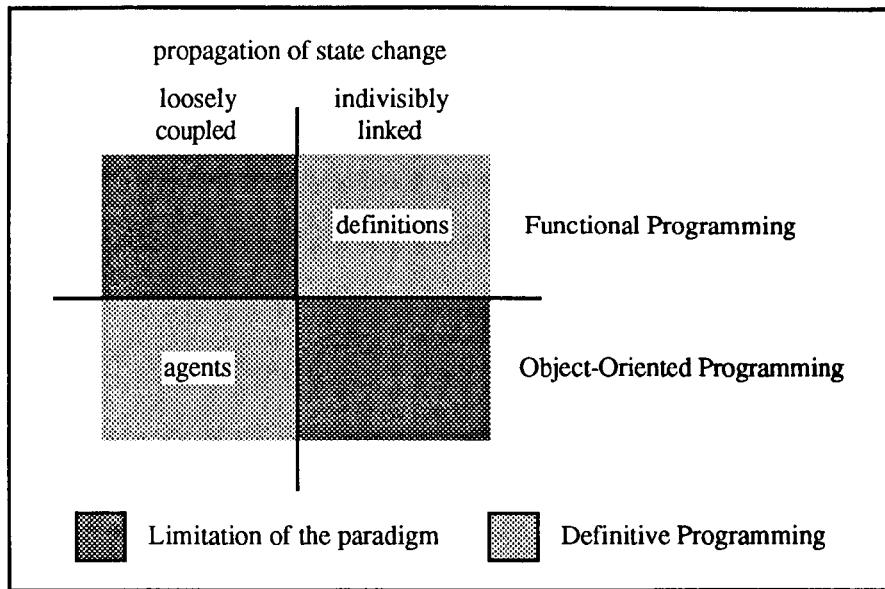 propagation of state change
loosely coupled
indivisibly linked
definitions
Functional Programming
agents
Object-Oriented Programming
Limitation of the paradigm
Definitive Programming